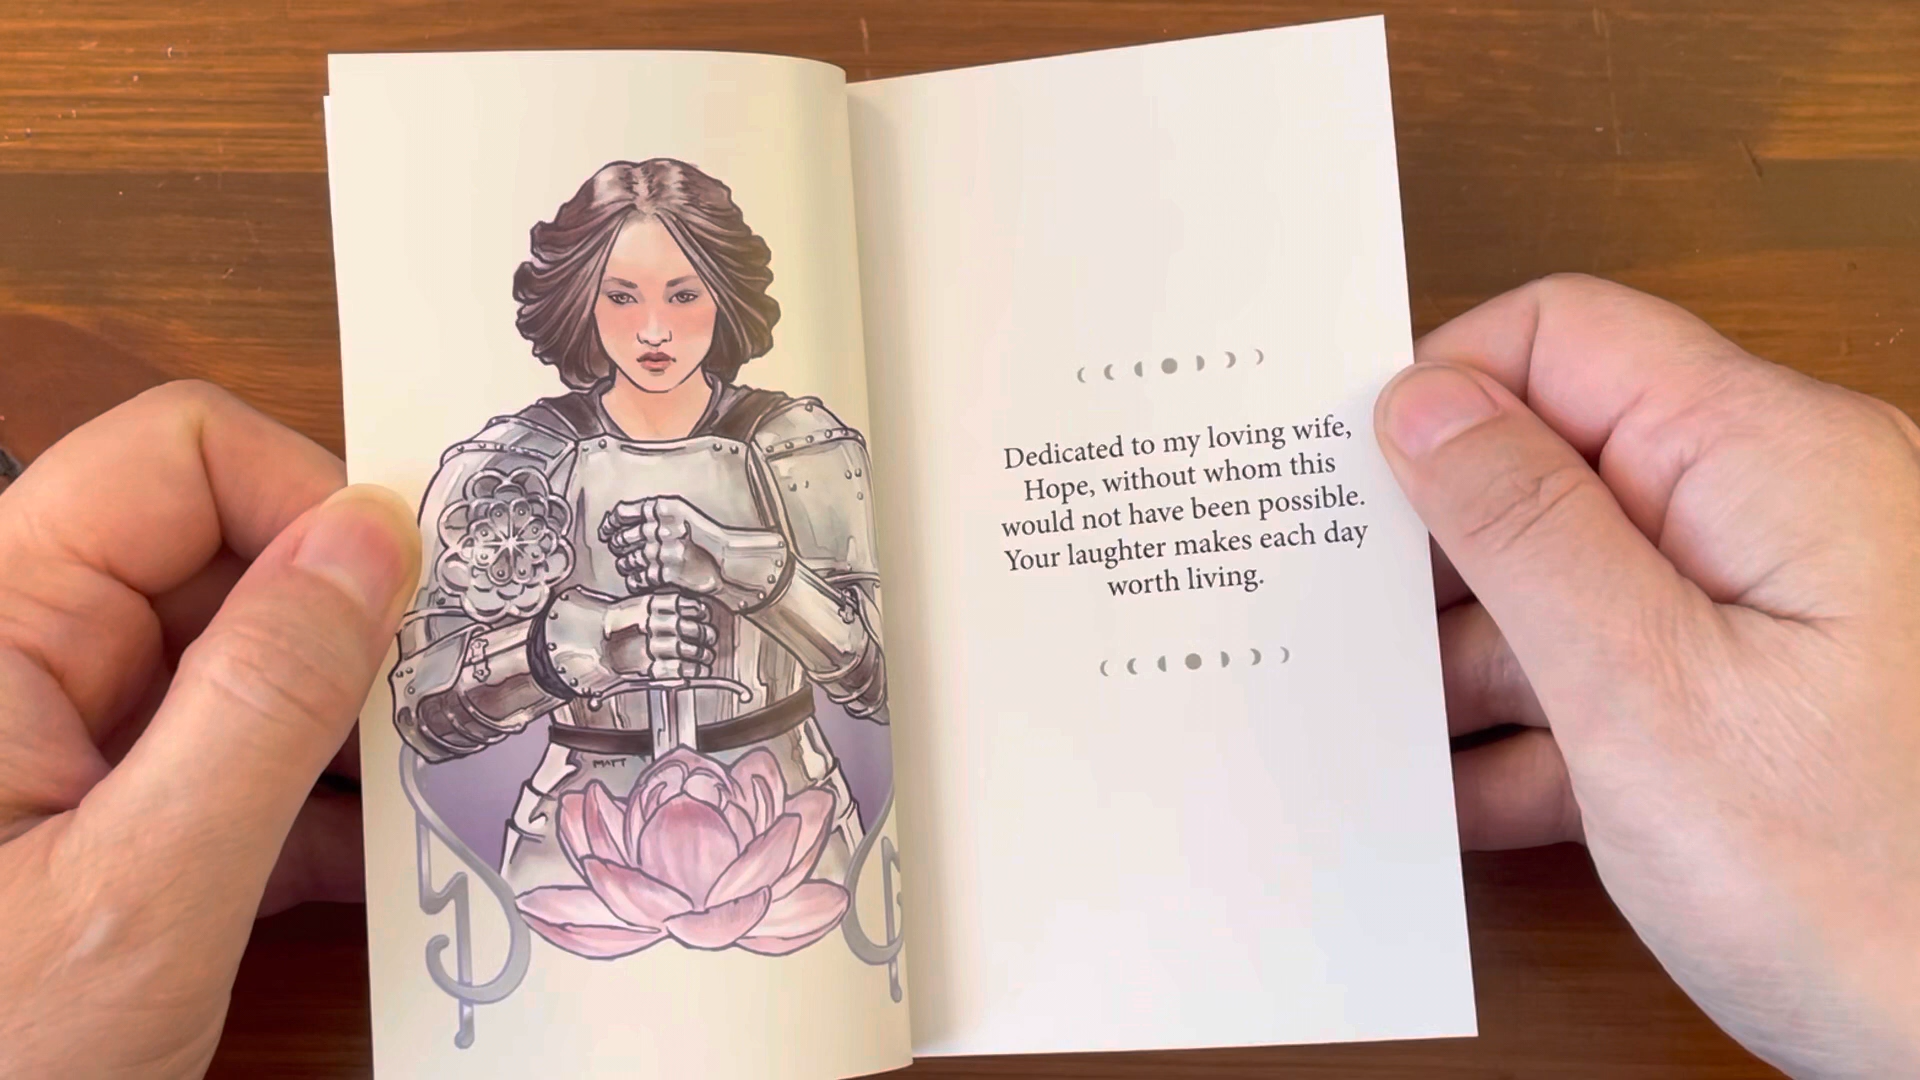 MATT
Dedicated to my loving wife,
Hope, without whom this
would not have been possible.
Your laughter makes each day
worth living.